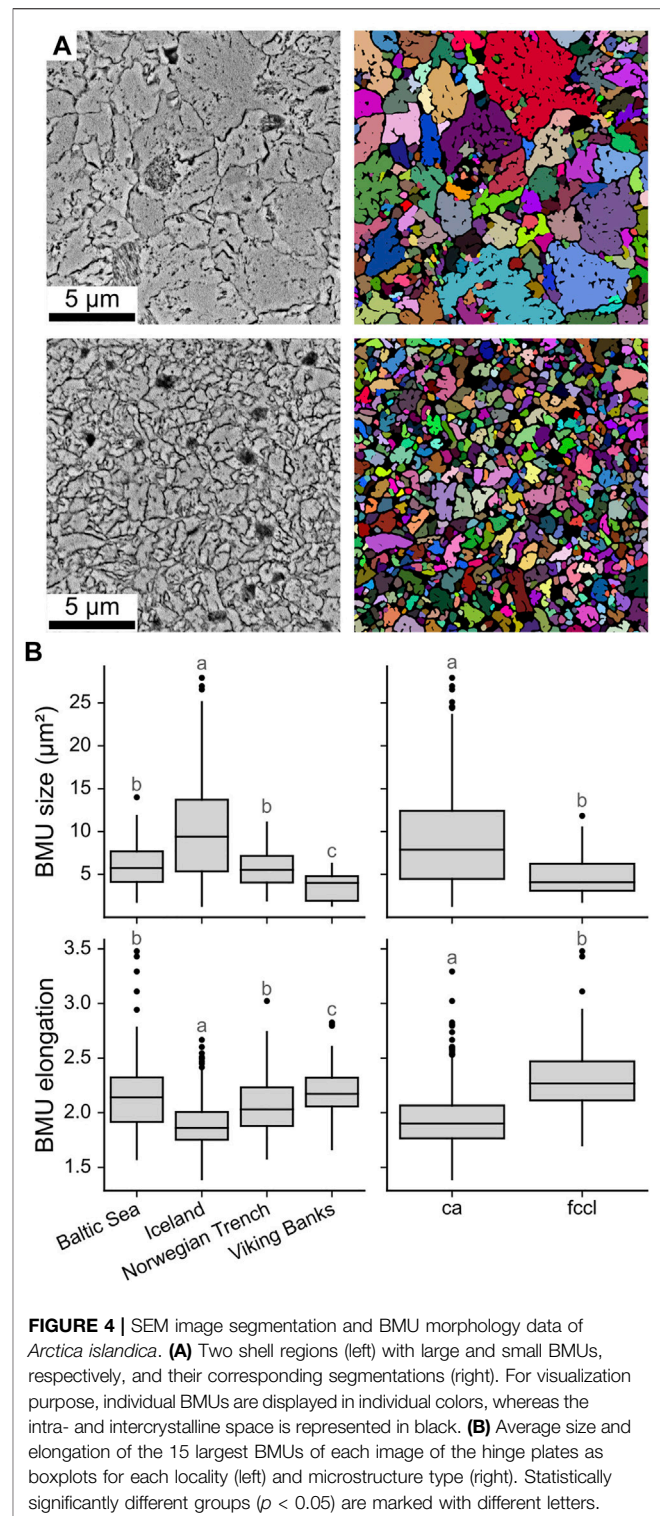 A
5 µm
5 µm
B
BMU size (µm²)
25
20
15
10
5
b
a
b
c
a
b
BMU elongation
3.5
3.0
2.5
2.0
1.5
b
a
b
c
a
b
Baltic Sea
Iceland
Norwegian Trench
Viking Banks
ca
fccl
FIGURE 4 | SEM image segmentation and BMU morphology data of
Arctica islandica. (A) Two shell regions (left) with large and small BMUs,
respectively, and their corresponding segmentations (right). For visualization
purpose, individual BMUs are displayed in individual colors, whereas the
intra- and intercrystalline space is represented in black. (B) Average size and
elongation of the 15 largest BMUs of each image of the hinge plates as
boxplots for each locality (left) and microstructure type (right). Statistically
significantly different groups (p < 0.05) are marked with different letters.